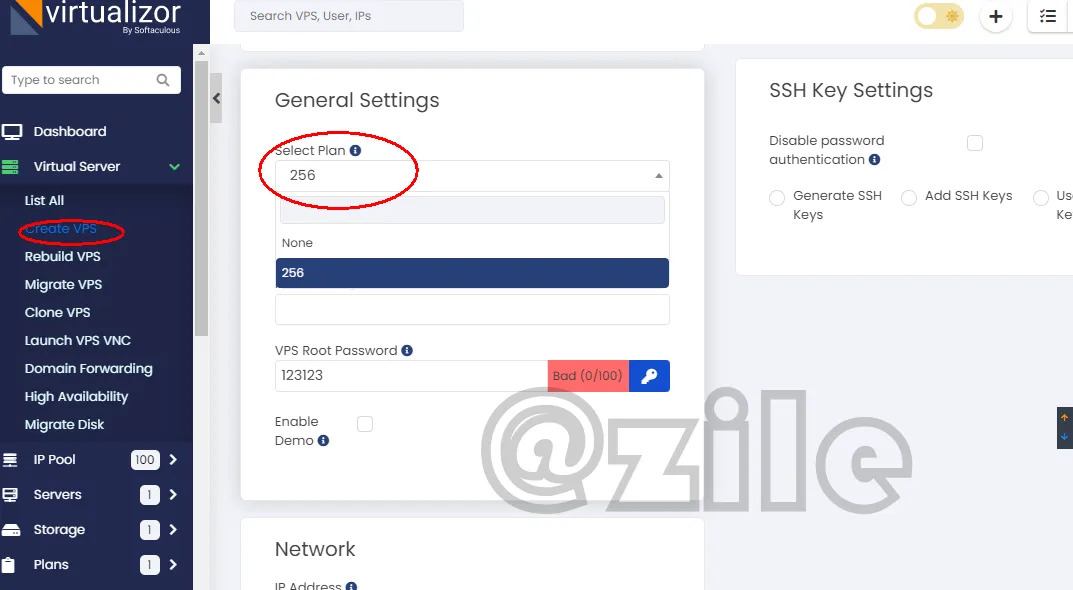 virtualizor
By Softaculous
Search VPS, User, IPs
Type to search
Dashboard
Virtual Server
List All
Create VPS
Rebuild VPS
Migrate VPS
Clone VPS
Launch VPS VNC
Domain Forwarding
High Availability
Migrate Disk
IP Pool 100
Servers 1
Storage 1
Plans 1
General Settings
Select Plan
256
None
256
VPS Root Password
123123 Bad (0/100)
Enable
Demo
Network
IP Address
SSH Key Settings
Disable password
authentication
Generate SSH
Keys
Add SSH Keys
@zile